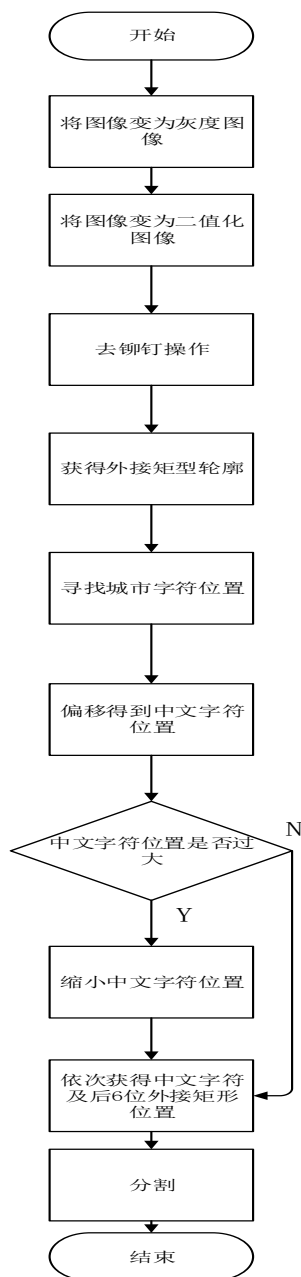 开始
将图像变为灰度图
像
将图像变为二值化
图像
去铆钉操作
获得外接矩型轮廓
寻找城市字符位置
偏移得到中文字符
位置
中文字符位置是否过
大
N
Y
缩小中文字符位置
依次获得中文字符
及后6位外接矩形
位置
分割
结束